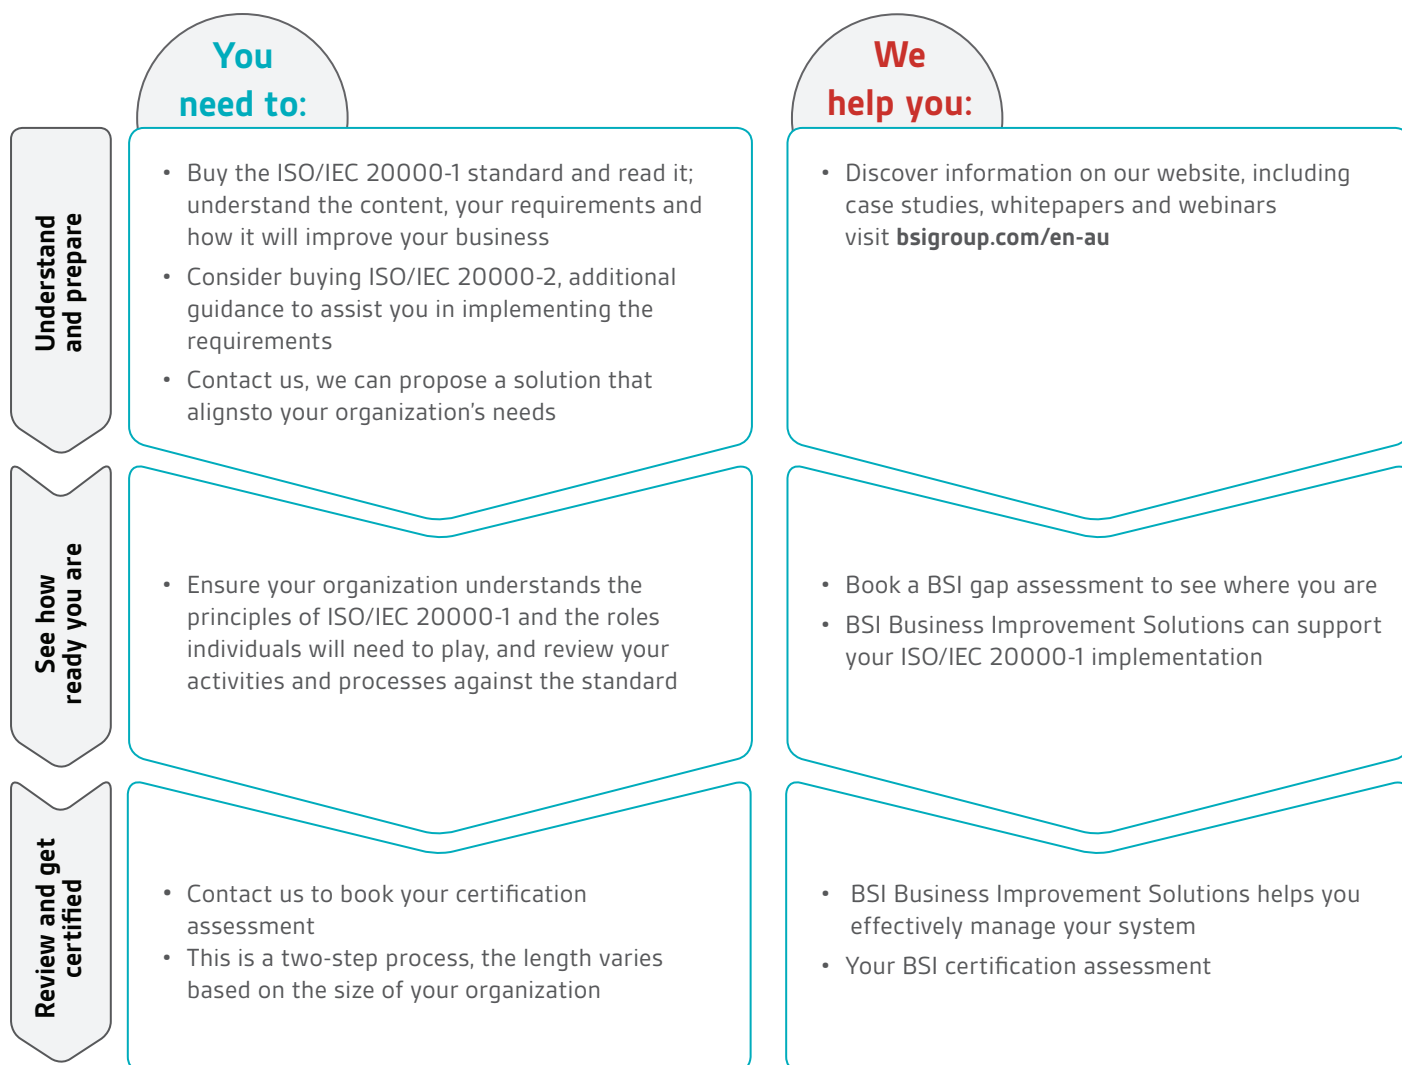 You
need to:
We
help you:
Understand
and prepare
• Buy the ISO/IEC 20000-1 standard and read it;
understand the content, your requirements and
how it will improve your business
• Consider buying ISO/IEC 20000-2, additional
guidance to assist you in implementing the
requirements
• Contact us, we can propose a solution that
alignsto your organization's needs
• Discover information on our website, including
case studies, whitepapers and webinars
visit bsigroup.com/en-au
See how
ready you are
• Ensure your organization understands the
principles of ISO/IEC 20000-1 and the roles
individuals will need to play, and review your
activities and processes against the standard
• Book a BSI gap assessment to see where you are
• BSI Business Improvement Solutions can support
your ISO/IEC 20000-1 implementation
Review and get
certified
• Contact us to book your certification
assessment
• This is a two-step process, the length varies
based on the size of your organization
• BSI Business Improvement Solutions helps you
effectively manage your system
• Your BSI certification assessment